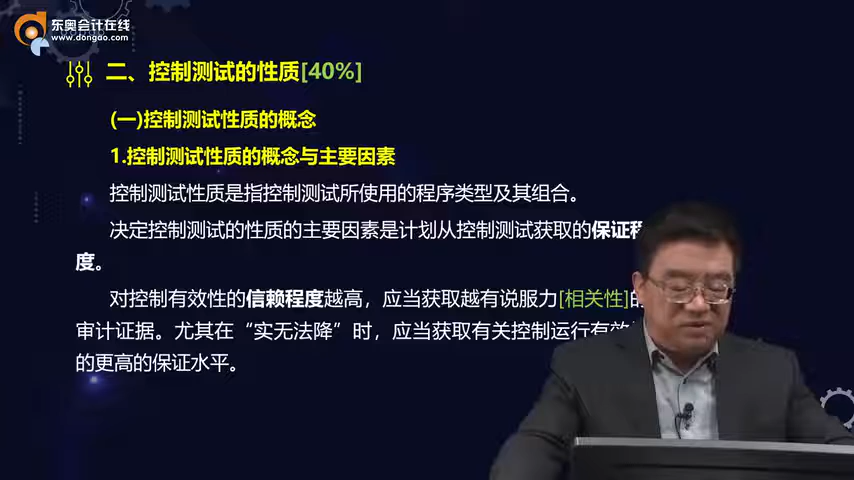 东奥会计在线
www.dongao.com
二、控制测试的性质[40%]
(一)控制测试性质的概念
1.控制测试性质的概念与主要因素
控制测试性质是指控制测试所使用的程序类型及其组合。
决定控制测试的性质的主要因素是计划从控制测试获取的保证程
度。
对控制有效性的信赖程度越高，应当获取越有说服力[相关性]的
审计证据。尤其在“实无法降”时，应当获取有关控制运行有效
的更高的保证水平。